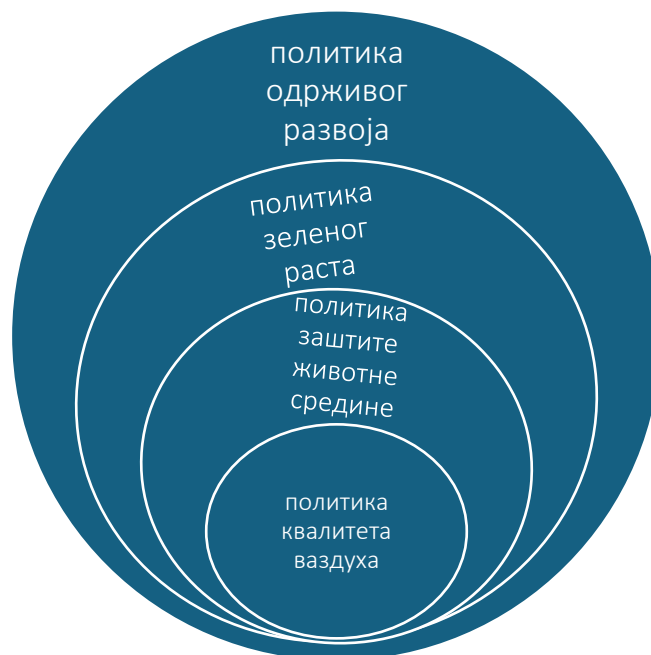 политика
одрживог
развоја
политика
зеленог
раста
политика
заштите
животне
средине
политика
квалитета
ваздуха